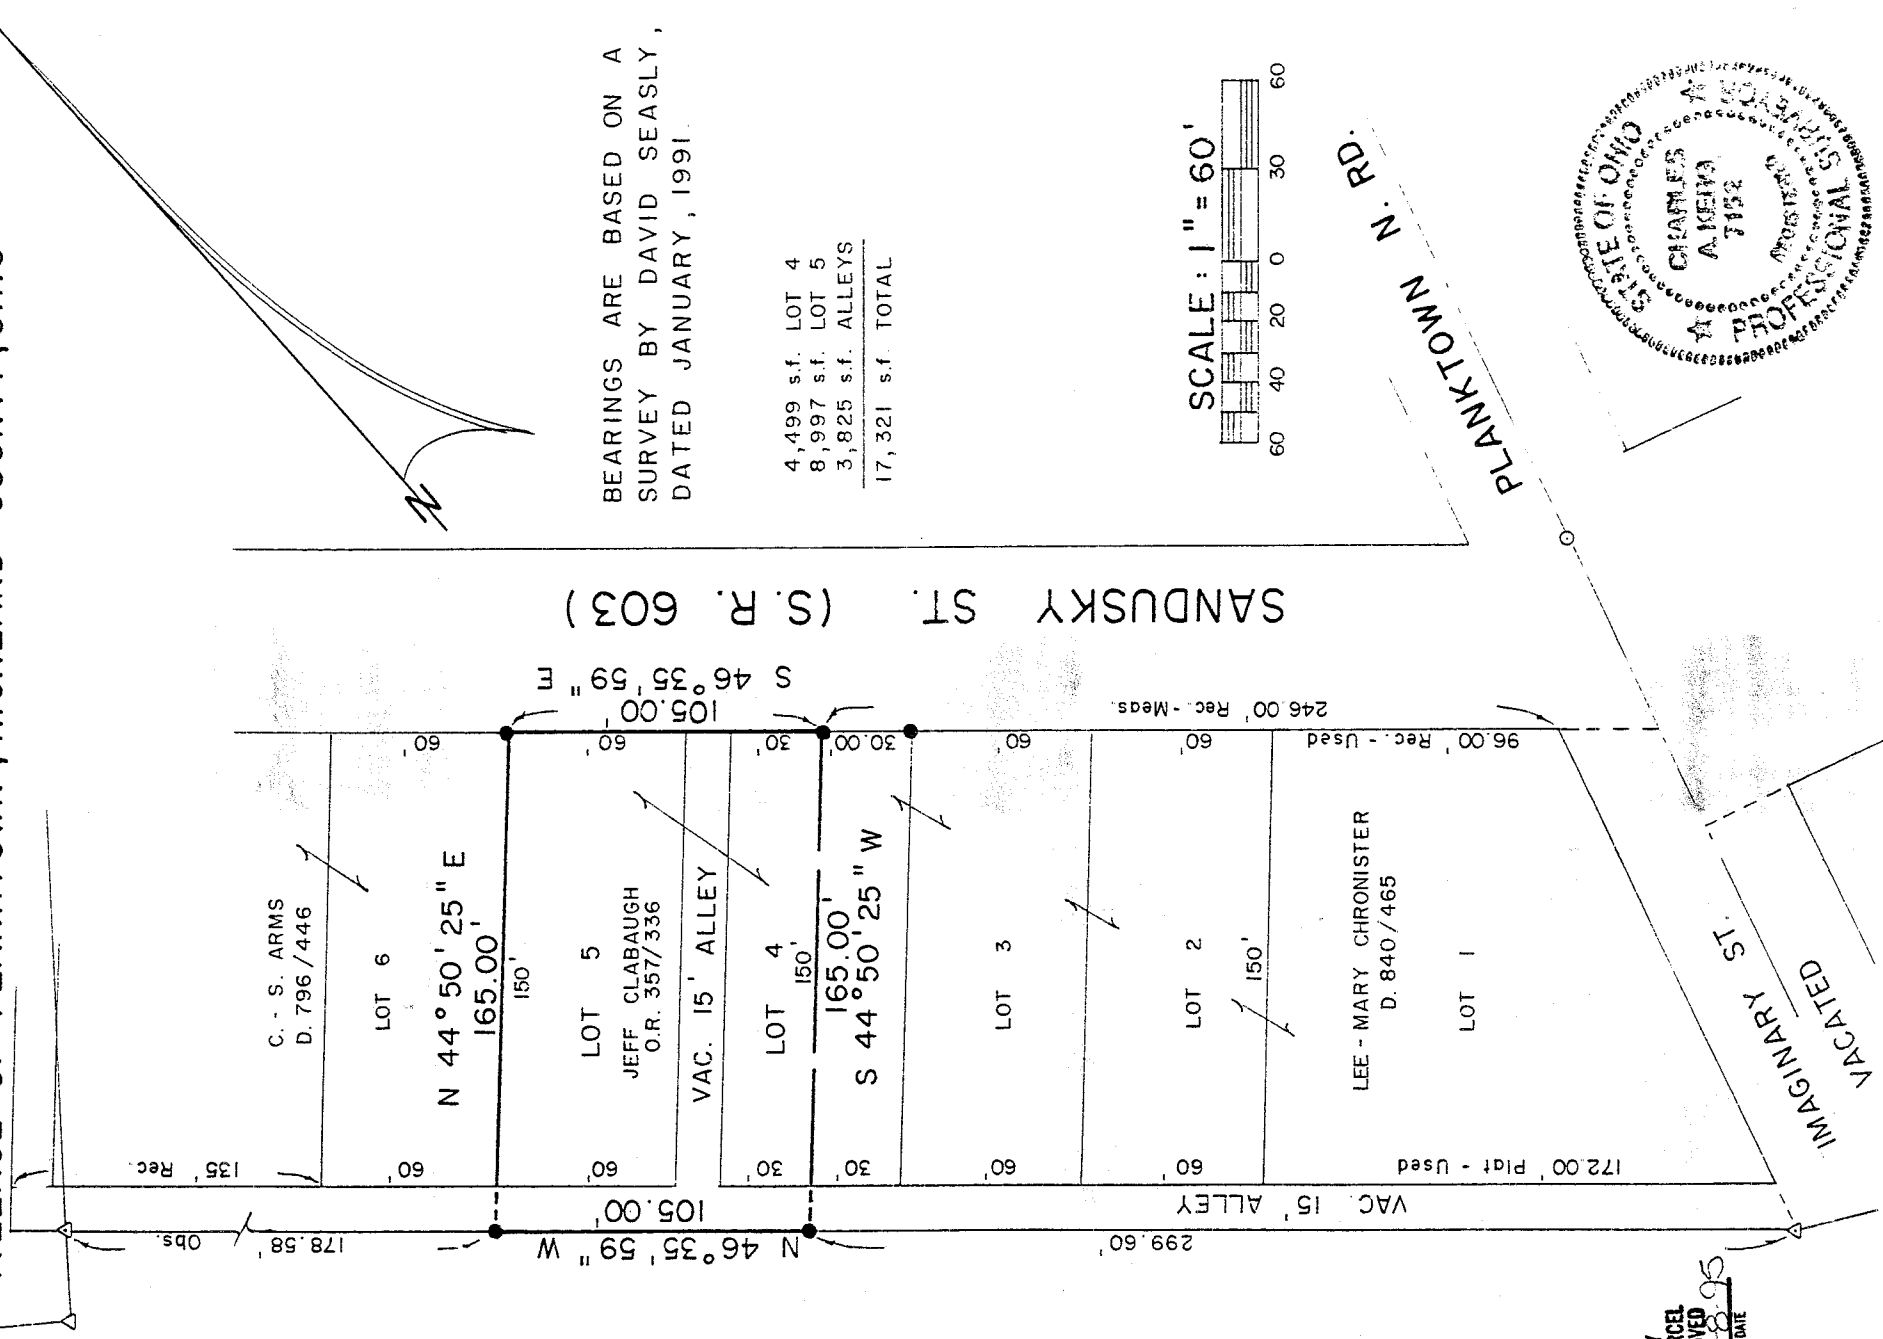 BEARINGS ARE BASED ON A
SURVEY BY DAVID SEASLY,
DATED JANUARY, 1991.
4,499 s.f. LOT 4
8,997 s.f. LOT 5
3,825 s.f. ALLEYS
17,321 s.f. TOTAL
SCALE: 1" = 60'
60 40 20 0 30 60
N
PLANKTOWN N. RD.
SANDUSKY ST. (S.R. 603)
S 46°35'59" E
105.00'
246.00' Rec.-Meas.
60'
60'
30'
30.00'
60'
60'
96.00' Rec.-Used
C. - S. ARMS
D. 796/446
LOT 6
N 44°50'25" E
165.00'
150'
LOT 5
JEFF CLABAUGH
O.R. 357/336
VAC. 15' ALLEY
LOT 4
150'
165.00'
S 44°50'25" W
LOT 3
LOT 2
150'
LEE - MARY CHRONISTER
D. 840/465
LOT 1
IMAGINARY ST.
VACATED
135' Rec.
60'
60'
30'
30'
60'
60'
172.00' Plat - Used
VAC. 15' ALLEY
105.00'
N 46°35'59" W
178.58'
Obs.
299.60'
STATE OF OHIO
CHARLES
7152
PROFESSIONAL SURVEYOR
DATE